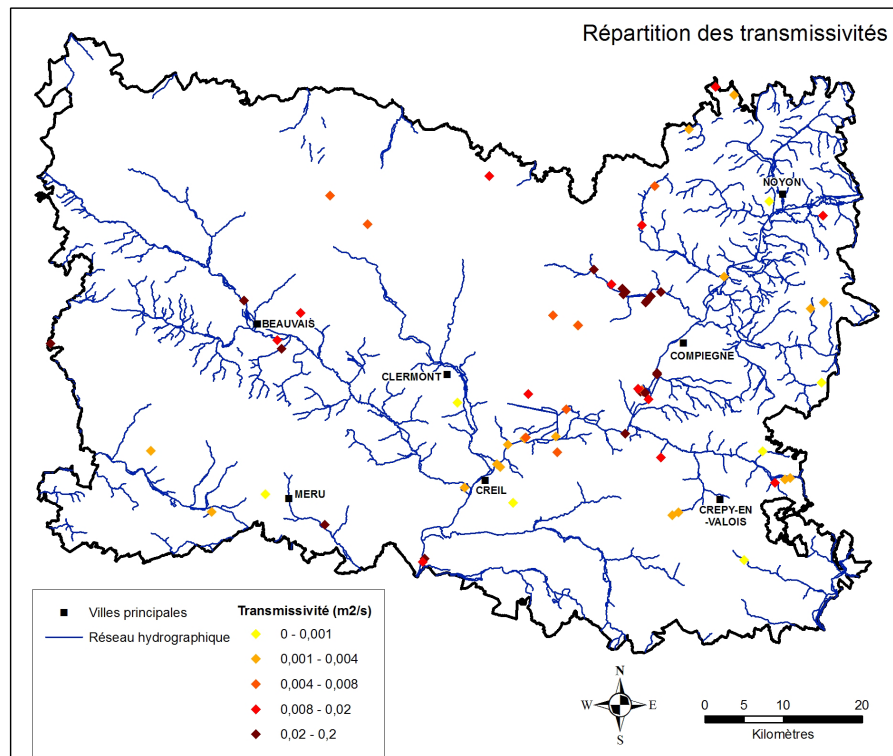 Répartition des transmissivités
NOYON
BEAUVAIS
COMPIEGNE
CLERMONT
CREIL
MERU
CREPY-EN
-VALOIS
Villes principales
Réseau hydrographique
Transmissivité (m2/s)
0 - 0,001
0,001 - 0,004
0,004 - 0,008
0,008 - 0,02
0,02 - 0,2
N
W
E
S
0 5 10 20
Kilomètres